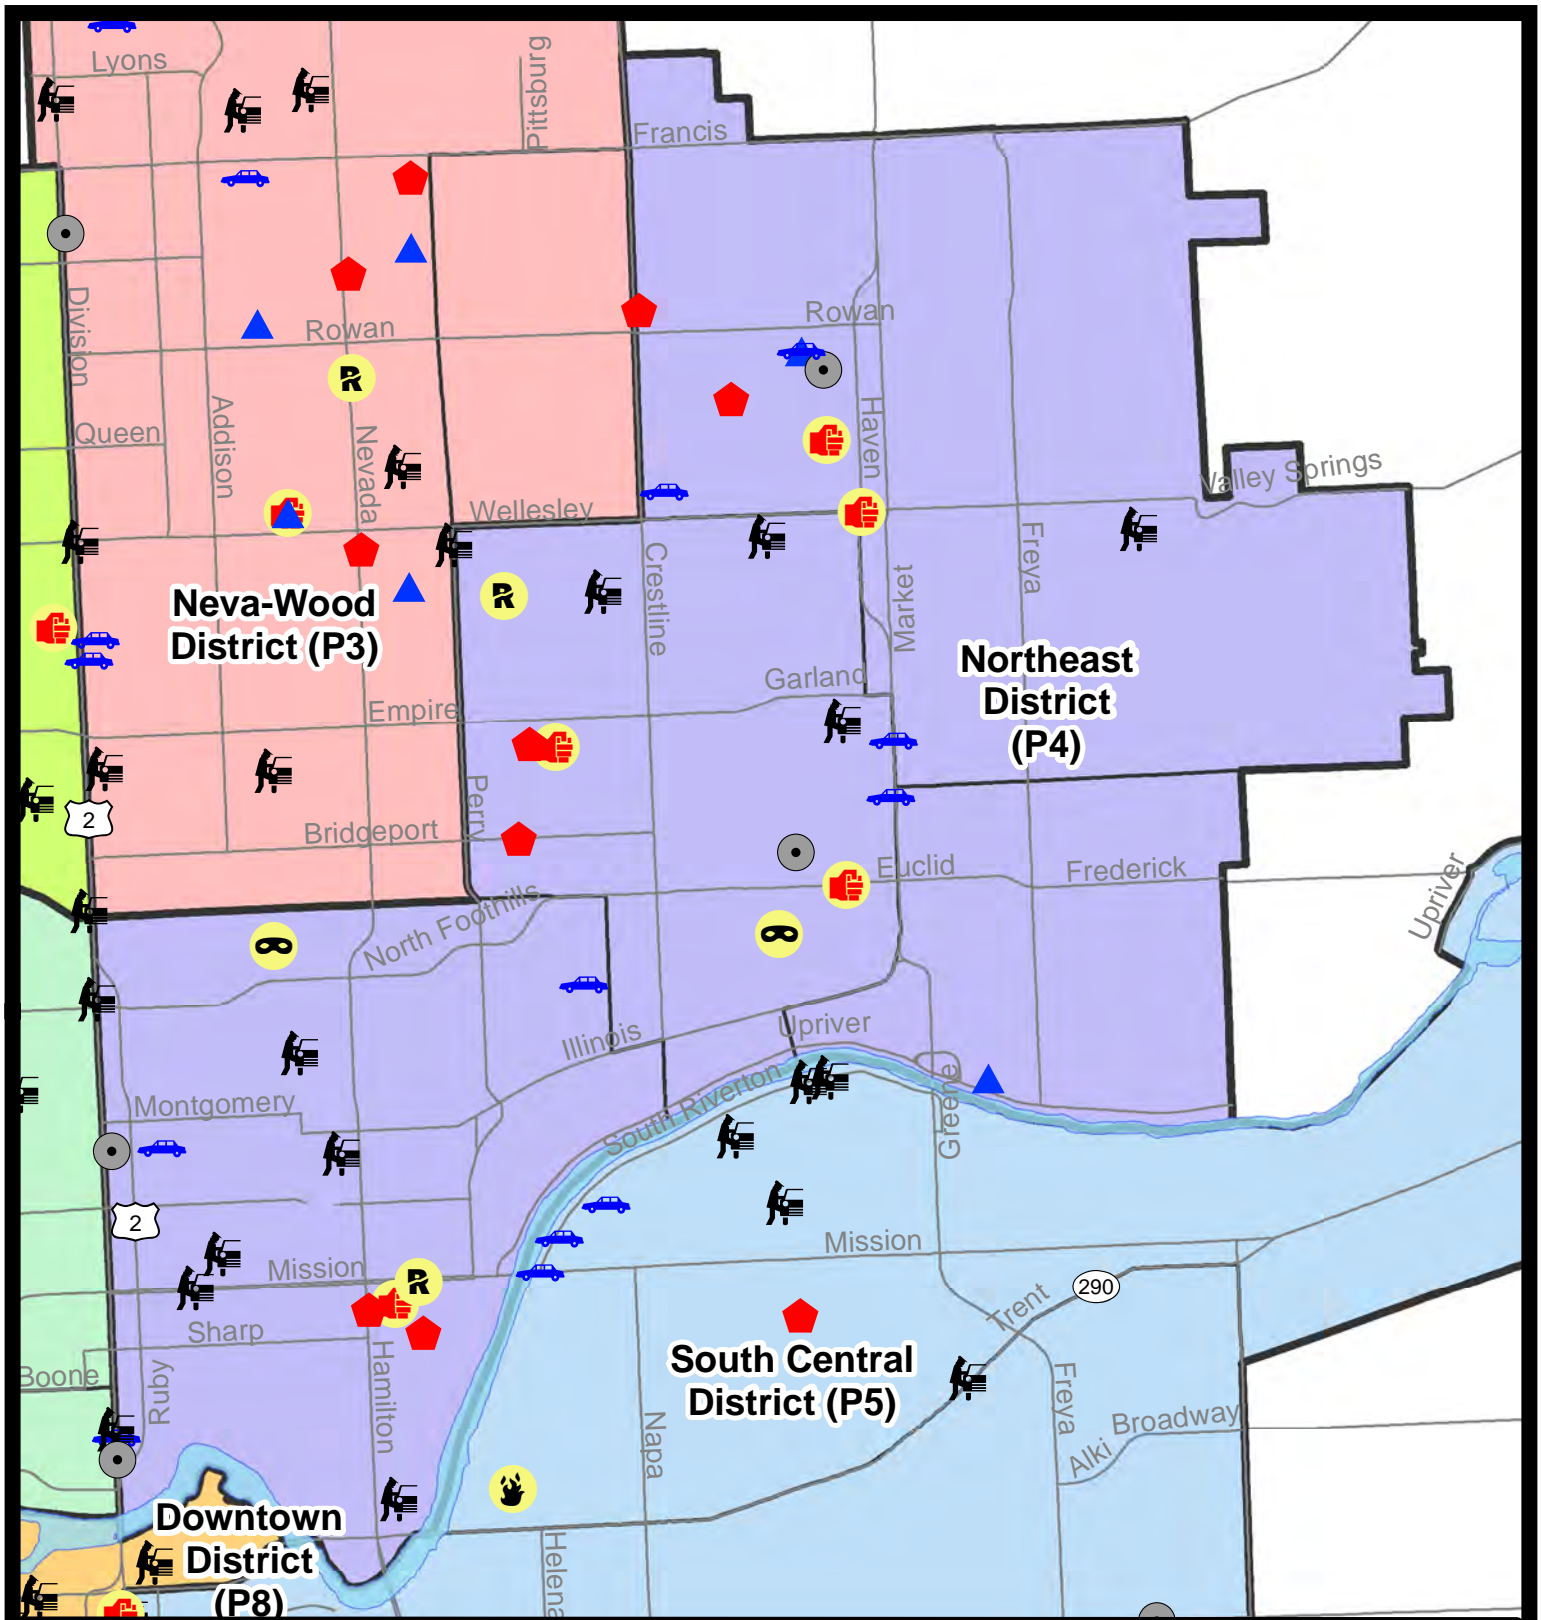 Lyons
Pittsburg
Francis
Division
Rowan
Rowan
Queen
Addison
Nevada
Haven
Wellesley
Valley Springs
Crestline
Freya
Market
Neva-Wood
District (P3)
Northeast
District
(P4)
Garland
Empire
Perry
2
Bridgeport
Euclid
Frederick
Upriver
North Foothills
Illinois
Upriver
South Riverton
Greene
Montgomery
2
Mission
Mission
290
Trent
Sharp
Boone
Ruby
Hamilton
South Central
District (P5)
Napa
Freya
Broadway
Alki
Downtown
District
(P8)
Helena
R
R
R